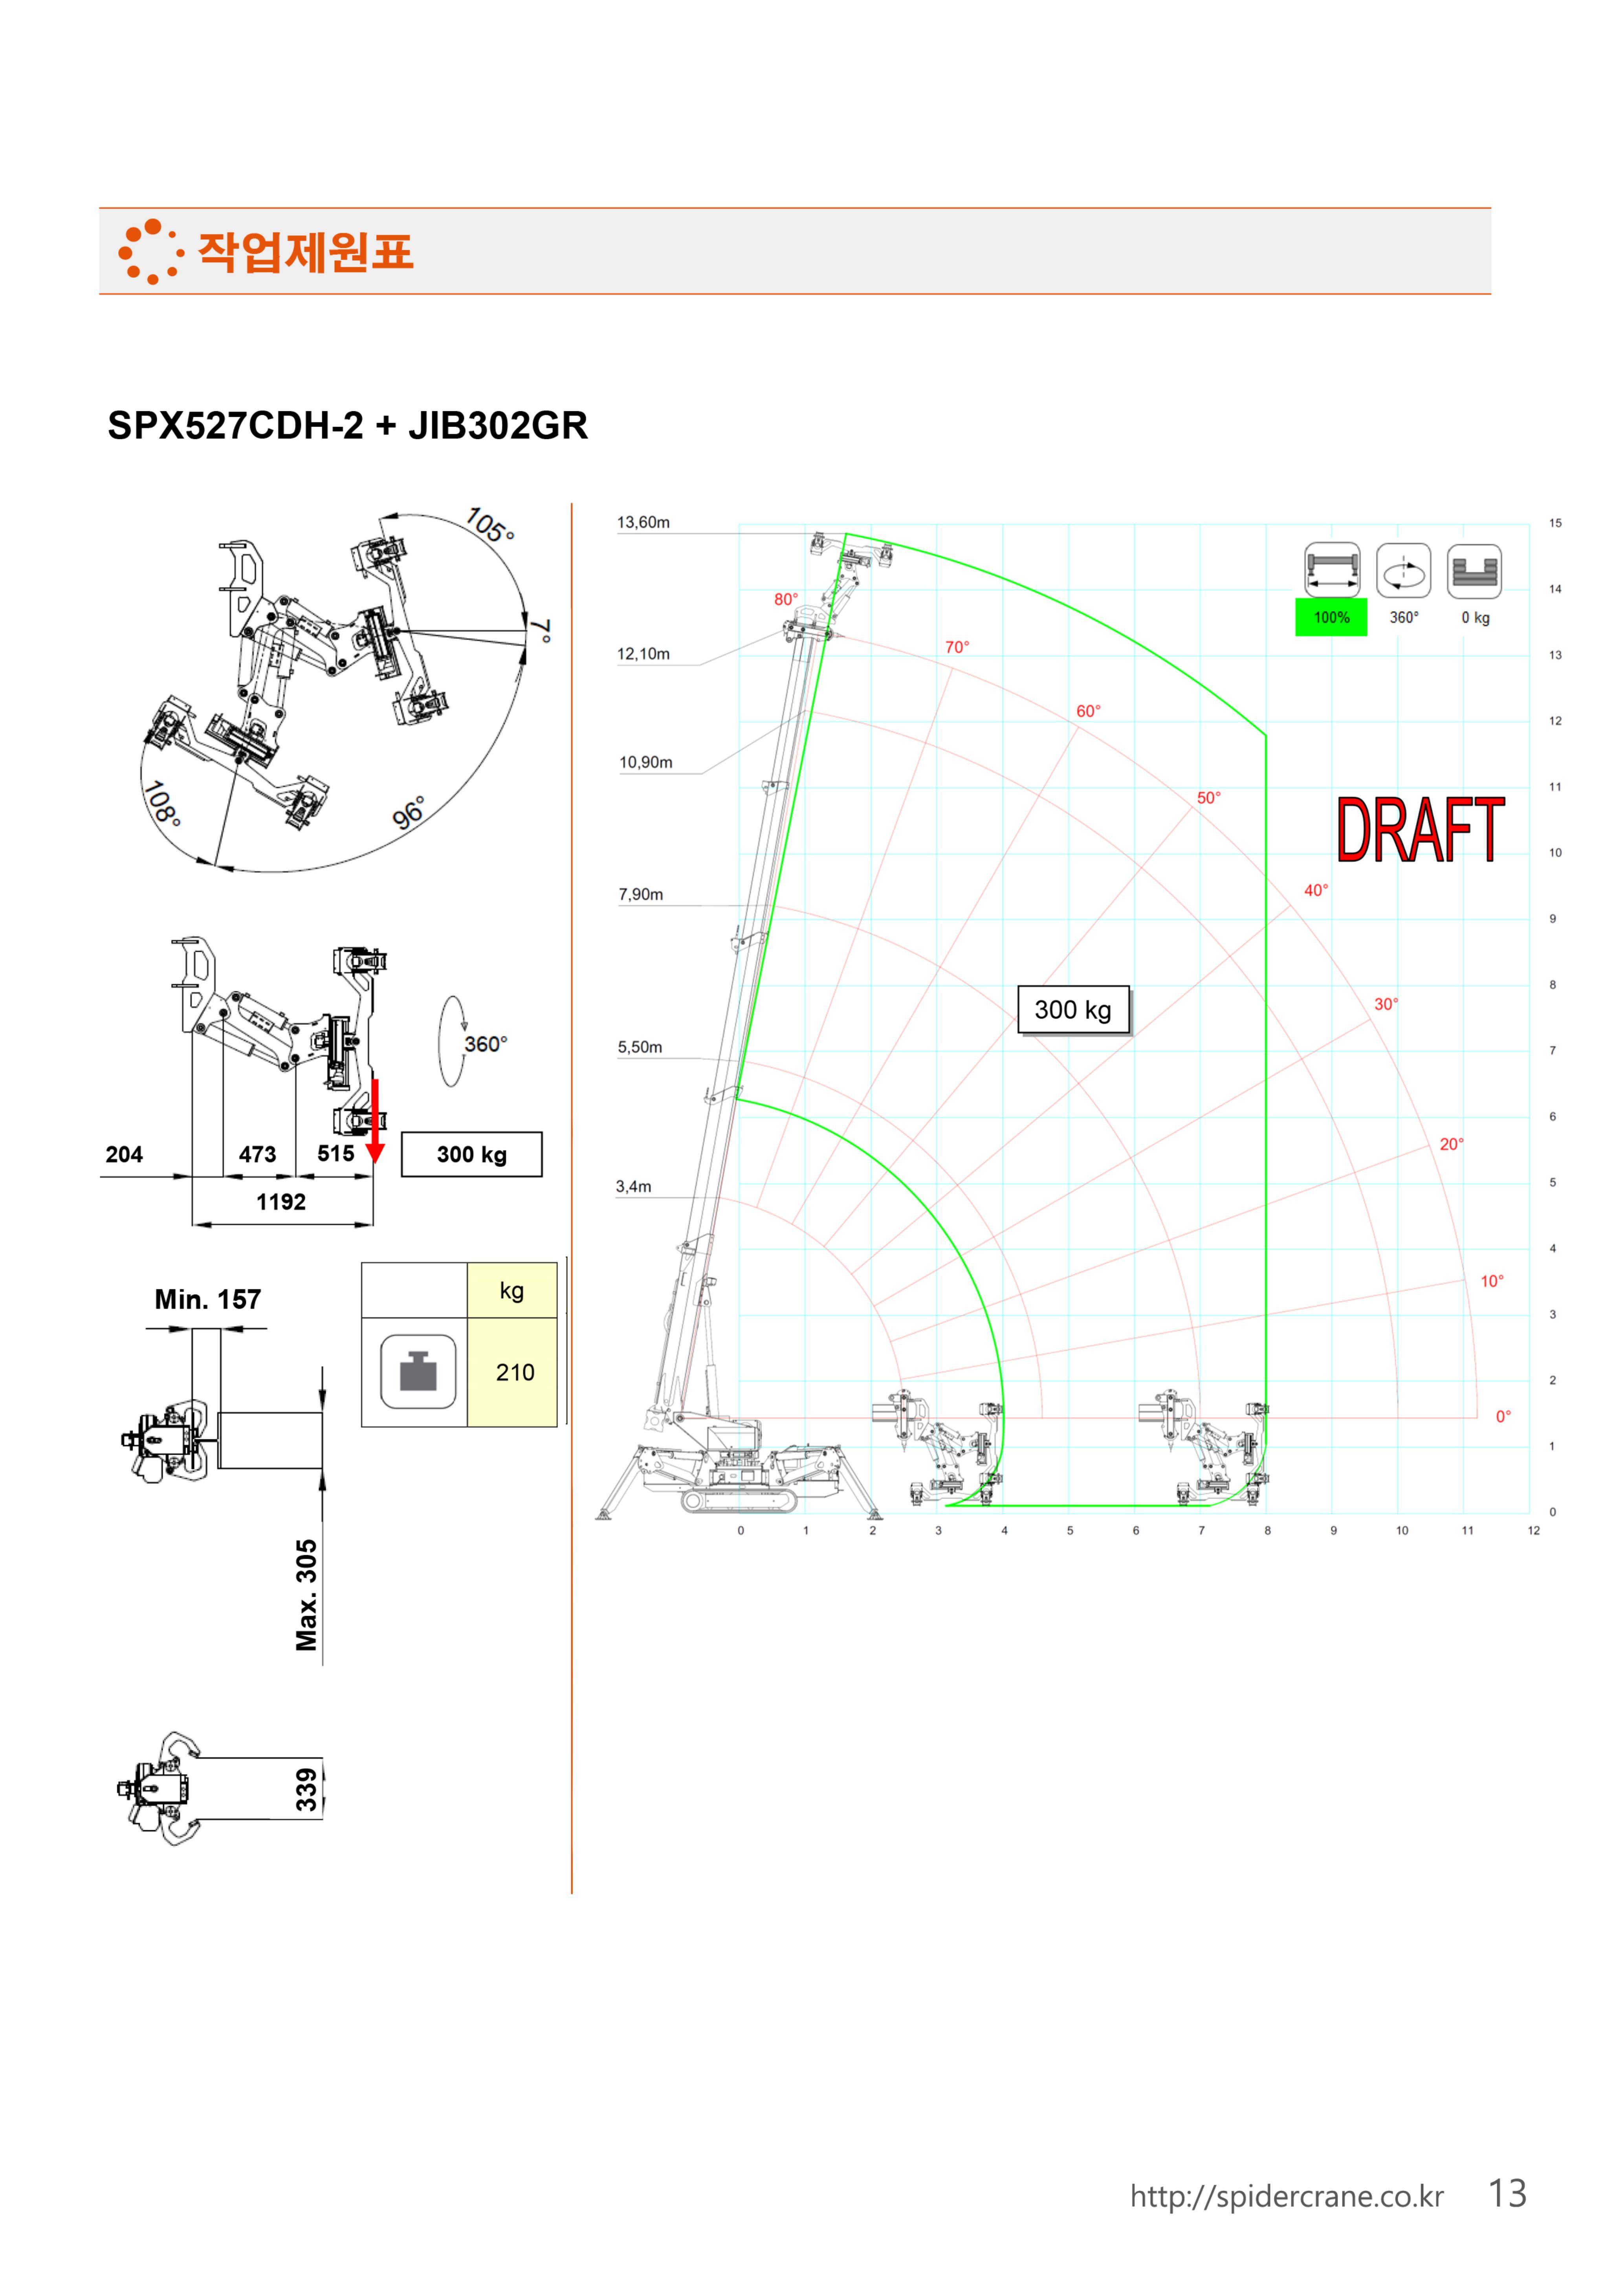 작업제원표
SPX527CDH-2 + JIB302GR
105°
7°
96°
108°
360°
204
473
515
300 kg
1192
Min. 157
kg
210
Max. 305
339
13,60m
12,10m
10,90m
7,90m
5,50m
3,4m
80°
70°
60°
50°
40°
30°
20°
10°
0°
100%
360°
0 kg
DRAFT
300 kg
15
14
13
12
11
10
9
8
7
6
5
4
3
2
1
0
0 1 2 3 4 5 6 7 8 9 10 11 12
http://spidercrane.co.kr 13